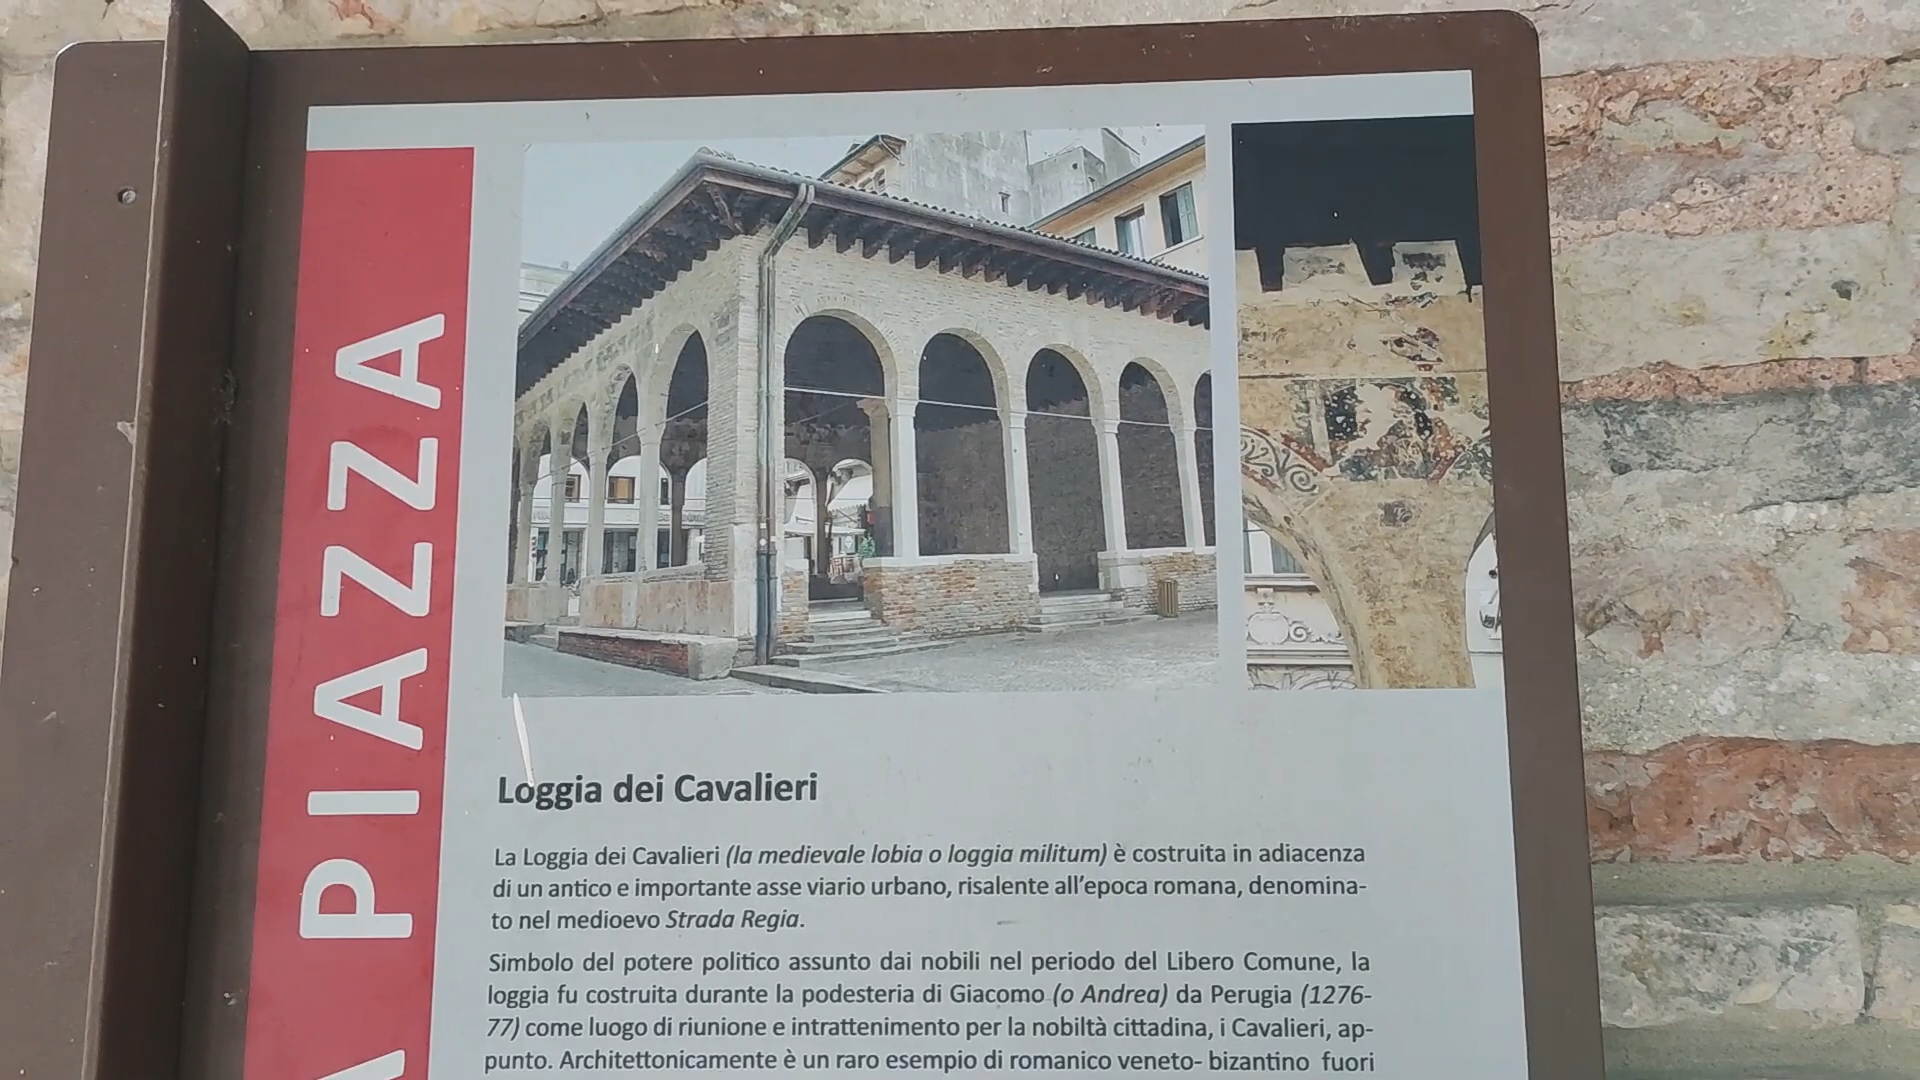 A PIAZZA
Loggia dei Cavalieri
La Loggia dei Cavalieri (la medievale lobia o loggia militum) è costruita in adiacenza
di un antico e importante asse viario urbano, risalente all'epoca romana, denomina-
to nel medioevo Strada Regia.
Simbolo del potere politico assunto dai nobili nel periodo del Libero Comune, la
loggia fu costruita durante la podesteria di Giacomo (o Andrea) da Perugia (1276-
77) come luogo di riunione e intrattenimento per la nobiltà cittadina, i Cavalieri, ap-
punto. Architettonicamente è un raro esempio di romanico veneto- bizantino fuori